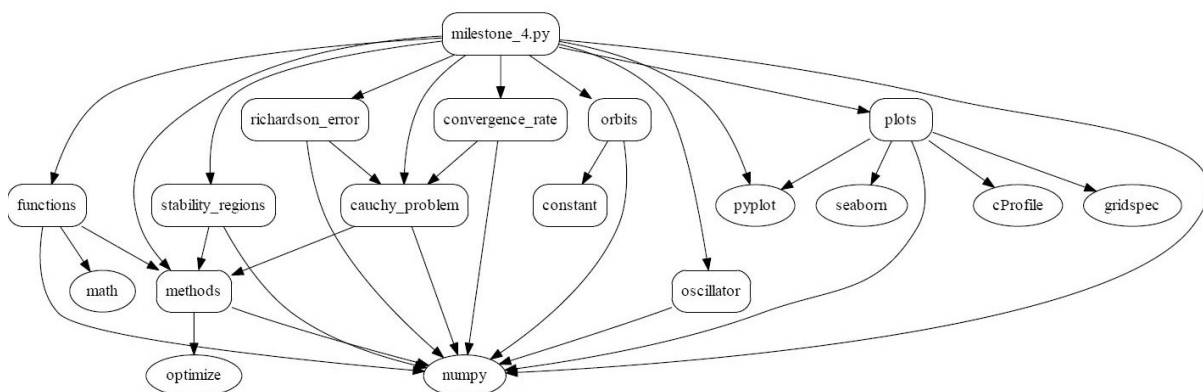 milestone_4.py
richardson_error
convergence_rate
orbits
plots
functions
stability_regions
cauchy_problem
constant
pyplot
seaborn
cProfile
gridspec
math
methods
oscillator
optimize
numpy